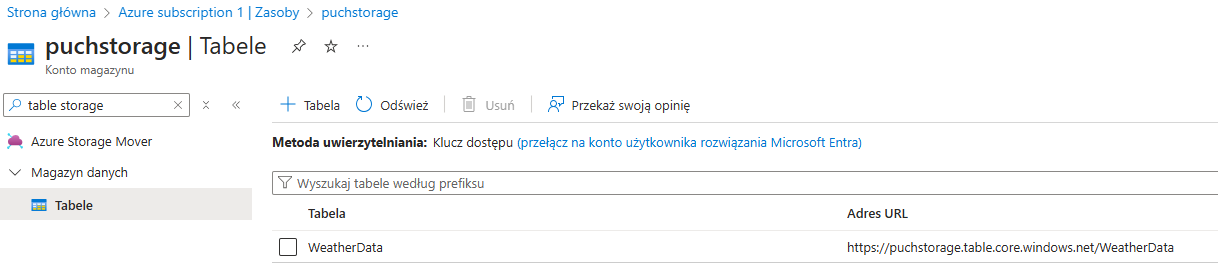 Strona główna > Azure subscription 1 | Zasoby > puchstorage
puchstorage | Tabele
Konto magazynu
table storage
Azure Storage Mover
Magazyn danych
Tabele
Tabela Odśwież Usuń Przekaż swoją opinię
Metoda uwierzytelniania: Klucz dostępu (przełącz na konto użytkownika rozwiązania Microsoft Entra)
Wyszukaj tabele według prefiksu
Tabela Adres URL
WeatherData https://puchstorage.table.core.windows.net/WeatherData